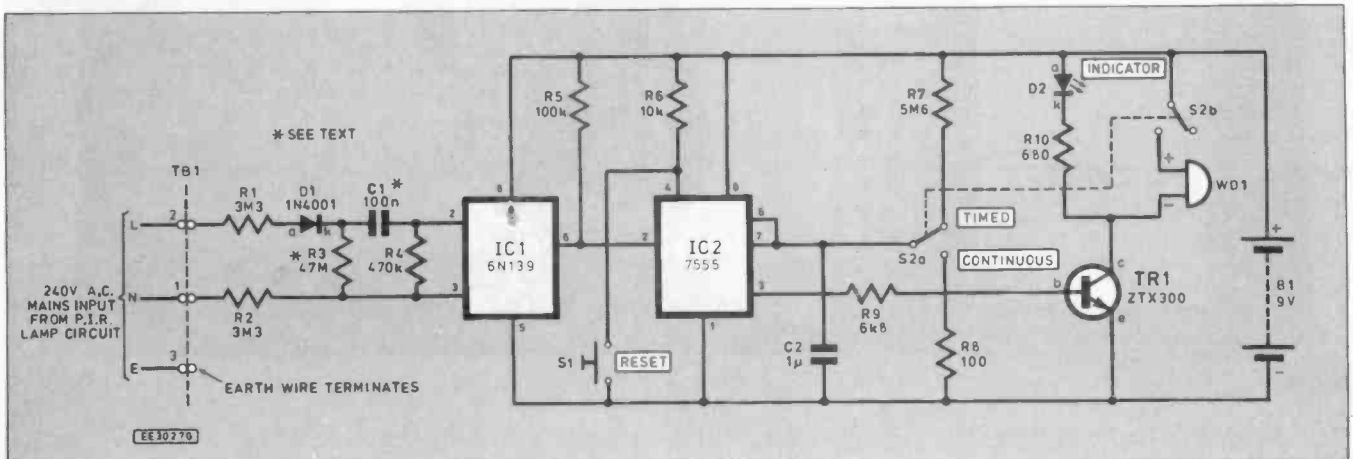 * SEE TEXT
TB1
L
2
R1
3M3
D1
1N4001
a
k
C1 *
100n
* R3
47M
R4
470k
N
1
R2
3M3
240V A.C.
MAINS INPUT
FROM P.I.R.
LAMP CIRCUIT
E
3
EARTH WIRE TERMINATES
EE3027G
8
2
3
IC1
6N139
6
5
R5
100k
R6
10k
S1
RESET
4
8
2
IC2
7555
6
7
3
1
R9
6k8
C2
1µ
R7
5M6
S2a
TIMED
CONTINUOUS
R8
100
a
D2
k
INDICATOR
R10
680
S2b
+
-
WD1
c
b
e
TR1
ZTX300
+
B1
9V
-